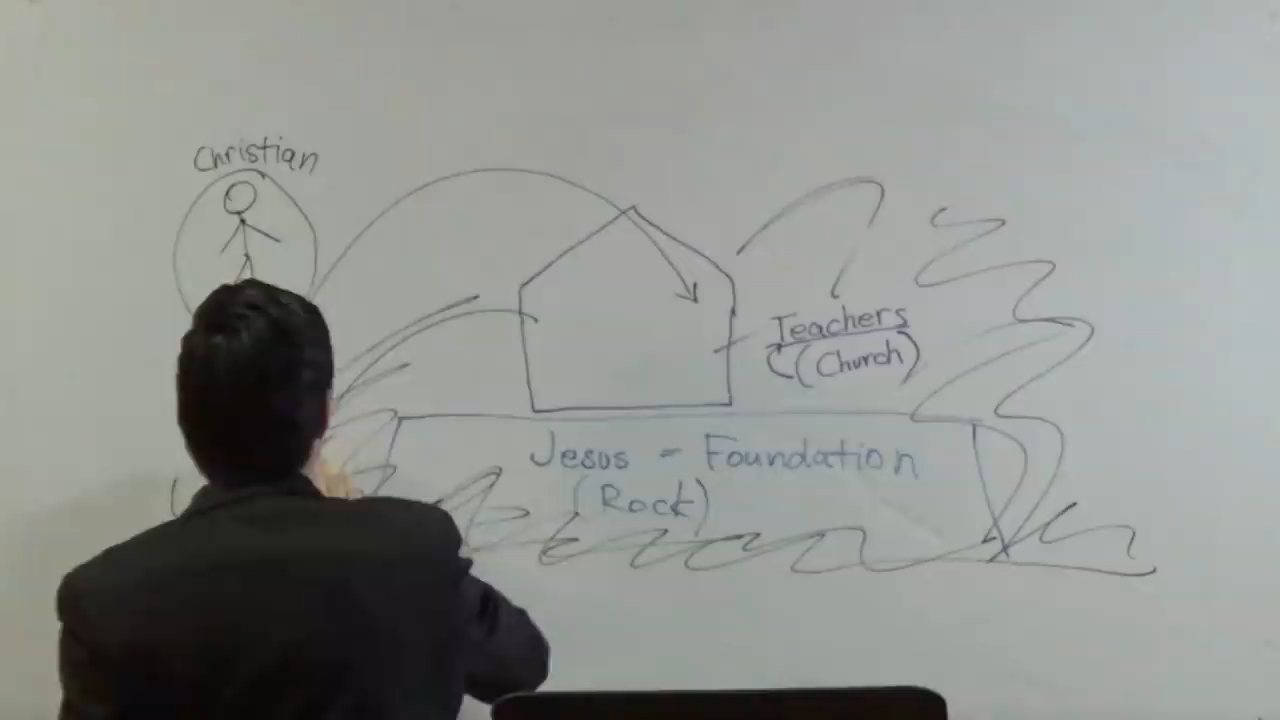 Christian
Teachers
(Church)
Jesus = Foundation
(Rock)